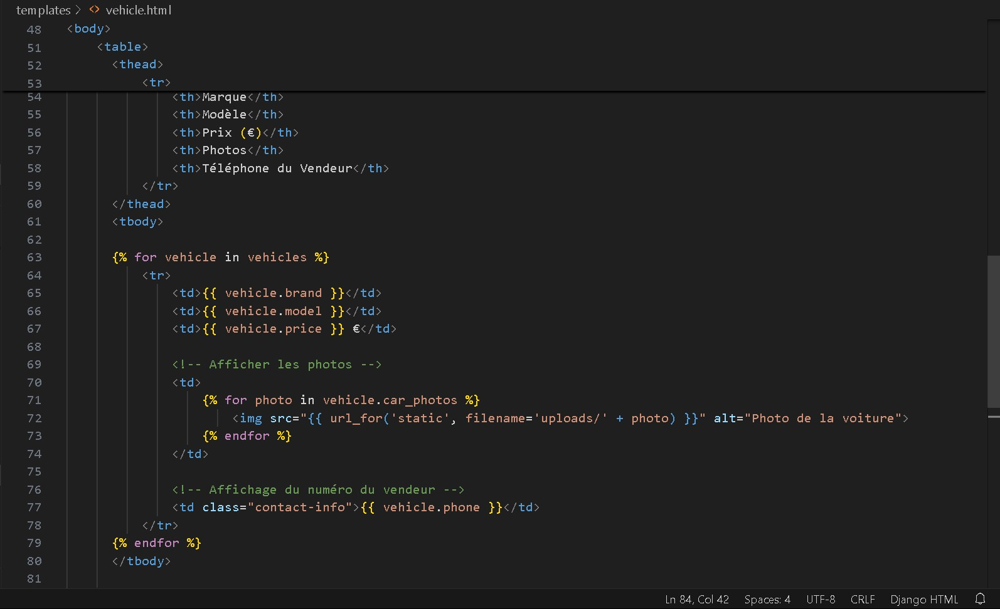 templates > <> vehicle.html
48 <body>
51 <table>
52 <thead>
53 <tr>
54 <th>Marque</th>
55 <th>Modèle</th>
56 <th>Prix (€)</th>
57 <th>Photos</th>
58 <th>Téléphone du Vendeur</th>
59 </tr>
60 </thead>
61 <tbody>
62
63 {% for vehicle in vehicles %}
64 <tr>
65 <td>{{ vehicle.brand }}</td>
66 <td>{{ vehicle.model }}</td>
67 <td>{{ vehicle.price }} €</td>
68
69 <!-- Afficher les photos -->
70 <td>
71 {% for photo in vehicle.car_photos %}
72 <img src="{{ url_for('static', filename='uploads/' + photo) }}" alt="Photo de la voiture">
73 {% endfor %}
74 </td>
75
76 <!-- Affichage du numéro du vendeur -->
77 <td class="contact-info">{{ vehicle.phone }}</td>
78 </tr>
79 {% endfor %}
80 </tbody>
81
Ln 84, Col 42 Spaces: 4 UTF-8 CRLF Django HTML